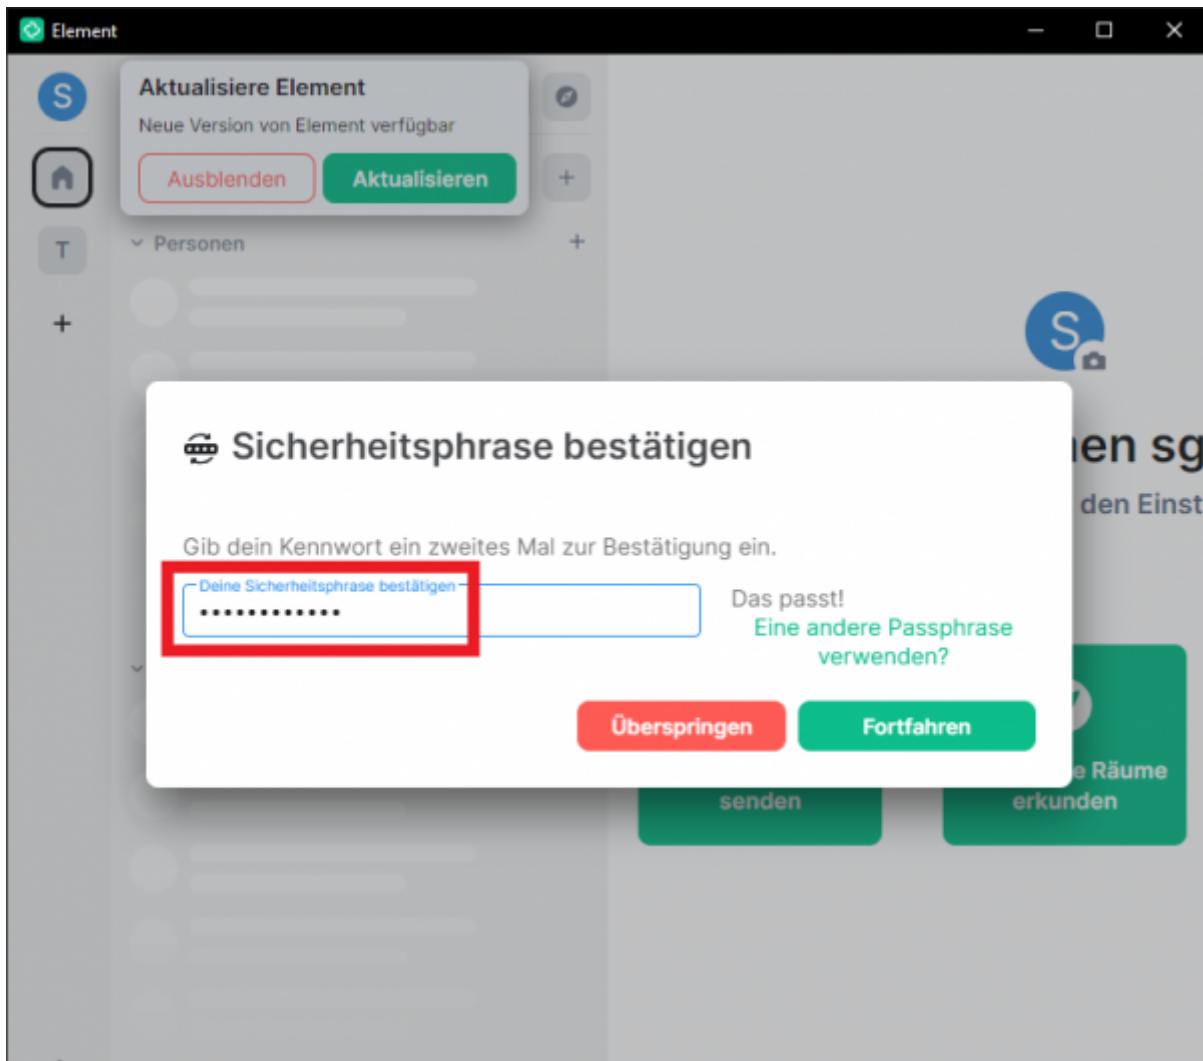 Element
S
Aktualisiere Element
Neue Version von Element verfügbar
Ausblenden
Aktualisieren
T
Personen
S
en sg
den Einst
Sicherheitsphrase bestätigen
Gib dein Kennwort ein zweites Mal zur Bestätigung ein.
Deine Sicherheitsphrase bestätigen
••••••••••••
Das passt!
Eine andere Passphrase
verwenden?
Überspringen
Fortfahren
e Räume
senden
erkunden